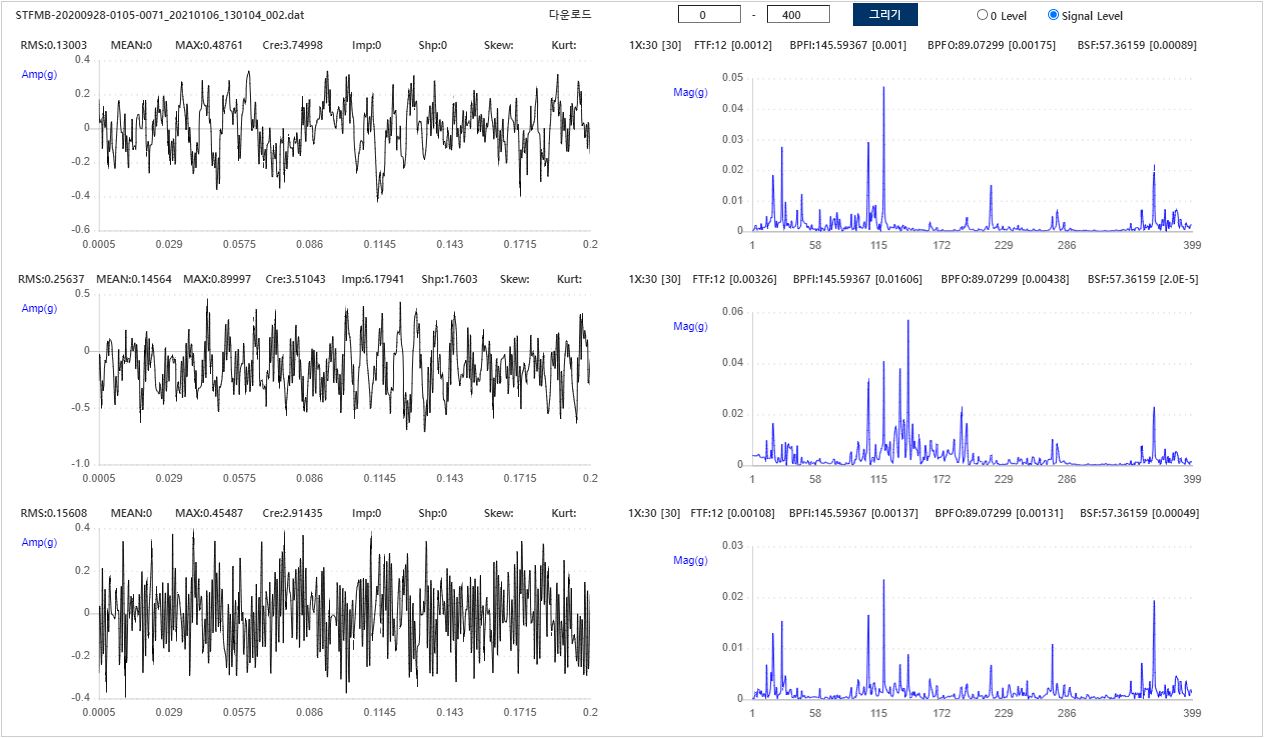 STFMB-20200928-0105-0071_20210106_130104_002.dat 다운로드 0 - 400 그리기 0 Level Signal Level
RMS:0.13003 MEAN:0 MAX:0.48761 Cre:3.74998 Imp:0 Shp:0 Skew: Kurt:
Amp(g)
0.4
0.2
0
-0.2
-0.4
-0.6
0.0005 0.029 0.0575 0.086 0.1145 0.143 0.1715 0.2
1X:30 [30] FTF:12 [0.0012] BPFI:145.59367 [0.001] BPFO:89.07299 [0.00175] BSF:57.36159 [0.00089]
Mag(g)
0.05
0.04
0.03
0.02
0.01
0
1 58 115 172 229 286 399
RMS:0.25637 MEAN:0.14564 MAX:0.89997 Cre:3.51043 Imp:6.17941 Shp:1.7603 Skew: Kurt:
Amp(g)
0.5
0
-0.5
-1.0
0.0005 0.029 0.0575 0.086 0.1145 0.143 0.1715 0.2
1X:30 [30] FTF:12 [0.00326] BPFI:145.59367 [0.01606] BPFO:89.07299 [0.00438] BSF:57.36159 [2.0E-5]
Mag(g)
0.06
0.04
0.02
0
1 58 115 172 229 286 399
RMS:0.15608 MEAN:0 MAX:0.45487 Cre:2.91435 Imp:0 Shp:0 Skew: Kurt:
Amp(g)
0.4
0.2
0
-0.2
-0.4
0.0005 0.029 0.0575 0.086 0.1145 0.143 0.1715 0.2
1X:30 [30] FTF:12 [0.00108] BPFI:145.59367 [0.00137] BPFO:89.07299 [0.00131] BSF:57.36159 [0.00049]
Mag(g)
0.03
0.02
0.01
0
1 58 115 172 229 286 399